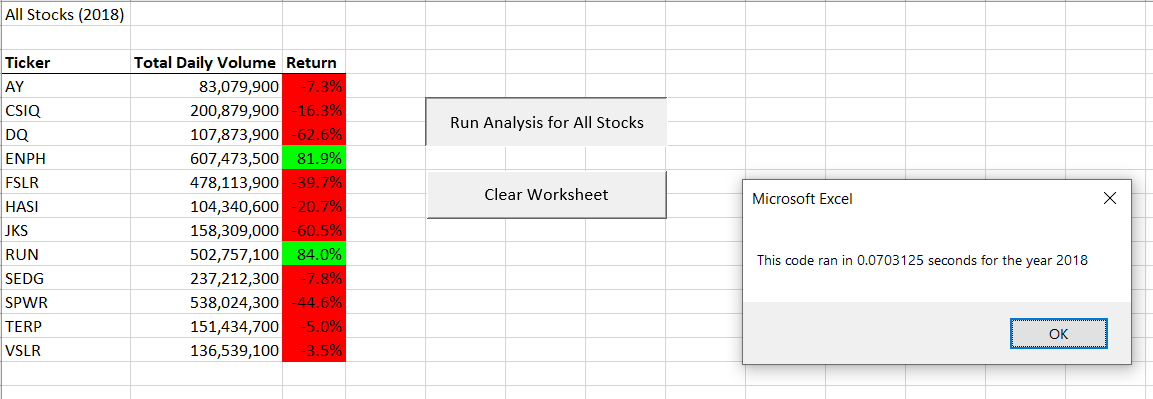 All Stocks (2018)
Ticker Total Daily Volume Return
AY 83,079,900 -7.3%
CSIQ 200,879,900 -16.3%
DQ 107,873,900 -62.6%
ENPH 607,473,500 81.9%
FSLR 478,113,900 -39.7%
HASI 104,340,600 -20.7%
JKS 158,309,000 -60.5%
RUN 502,757,100 84.0%
SEDG 237,212,300 -7.8%
SPWR 538,024,300 -44.6%
TERP 151,434,700 -5.0%
VSLR 136,539,100 -3.5%
Run Analysis for All Stocks
Clear Worksheet
Microsoft Excel
This code ran in 0.0703125 seconds for the year 2018
OK